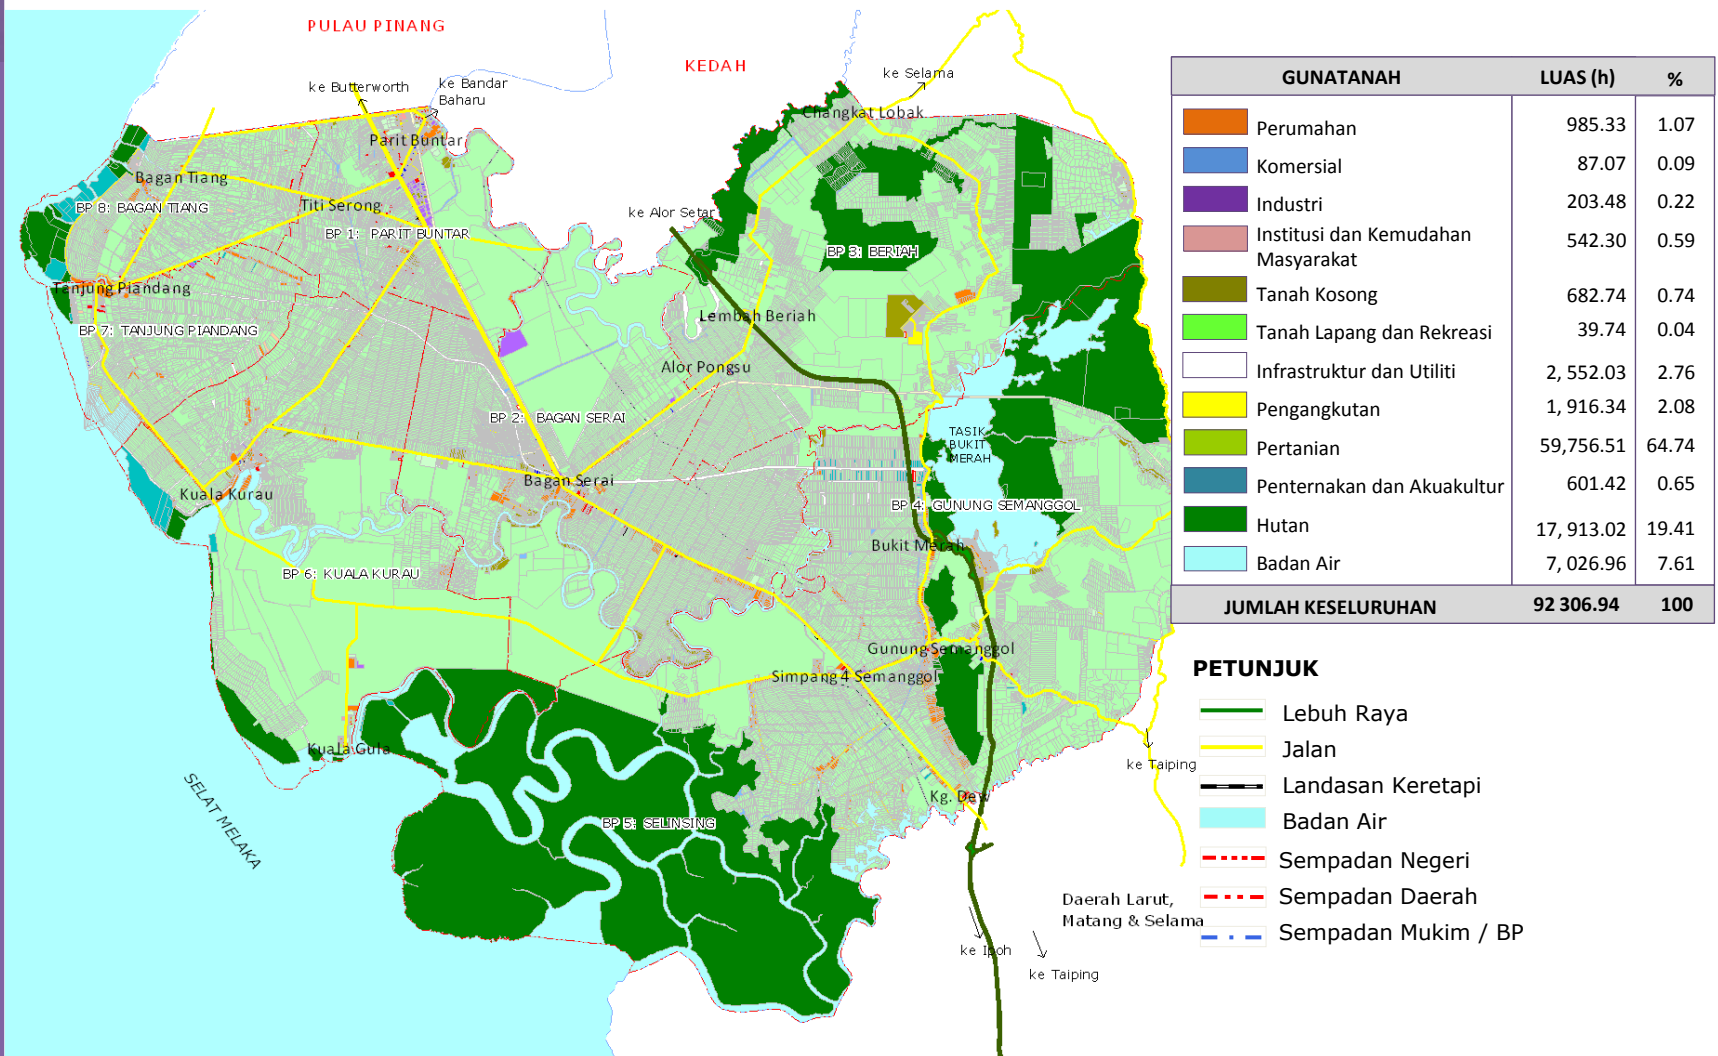 PULAU PINANG
KEDAH
ke Selama
ke Butterworth
ke Bandar
Baharu
Changkat Lobak
Parit Buntar
Bagan Tiang
BP 8: BAGAN TIANG
Titi Serong
ke Alor Setar
BP 1: PARIT BUNTAR
BP 3: BERIAH
Tanjung Piandang
BP 7: TANJUNG PIANDANG
Lembah Beriah
Alor Pongsu
BP 2: BAGAN SERAI
TASIK
BUKIT
MERAH
Bagan Serai
Kuala Kurau
BP 4: GUNUNG SEMANGGOL
Bukit Merah
BP 6: KUALA KURAU
Gunung Semanggol
Simpang 4 Semanggol
Kuala Gula
SELAT MELAKA
ke Taiping
Kg. Dew
BP 5: SELINSING
Daerah Larut,
Matang & Selama
ke Ipoh
ke Taiping
GUNATANAH LUAS (h) %
Perumahan 985.33 1.07
Komersial 87.07 0.09
Industri 203.48 0.22
Institusi dan Kemudahan
Masyarakat 542.30 0.59
Tanah Kosong 682.74 0.74
Tanah Lapang dan Rekreasi 39.74 0.04
Infrastruktur dan Utiliti 2, 552.03 2.76
Pengangkutan 1, 916.34 2.08
Pertanian 59,756.51 64.74
Penternakan dan Akuakultur 601.42 0.65
Hutan 17, 913.02 19.41
Badan Air 7, 026.96 7.61
JUMLAH KESELURUHAN 92 306.94 100
PETUNJUK
Lebuh Raya
Jalan
Landasan Keretapi
Badan Air
Sempadan Negeri
Sempadan Daerah
Sempadan Mukim / BP